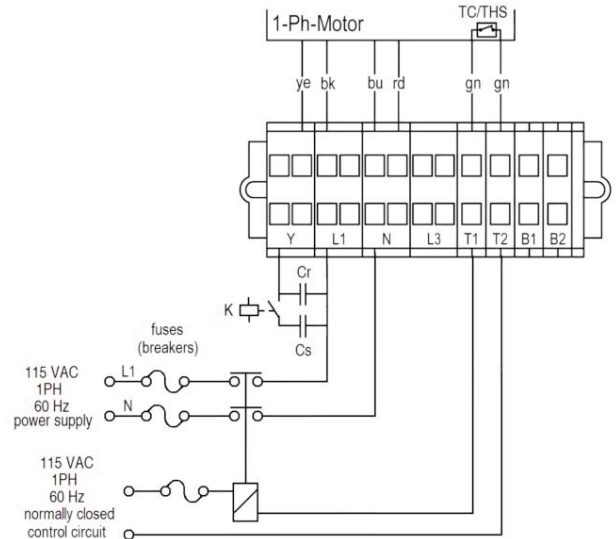 TC/THS
1-Ph-Motor
ye bk bu rd gn gn
Y L1 N L3 T1 T2 B1 B2
Cr
K
Cs
fuses
(breakers)
115 VAC
1PH
60 Hz
power supply
L1
N
115 VAC
1PH
60 Hz
normally closed
control circuit